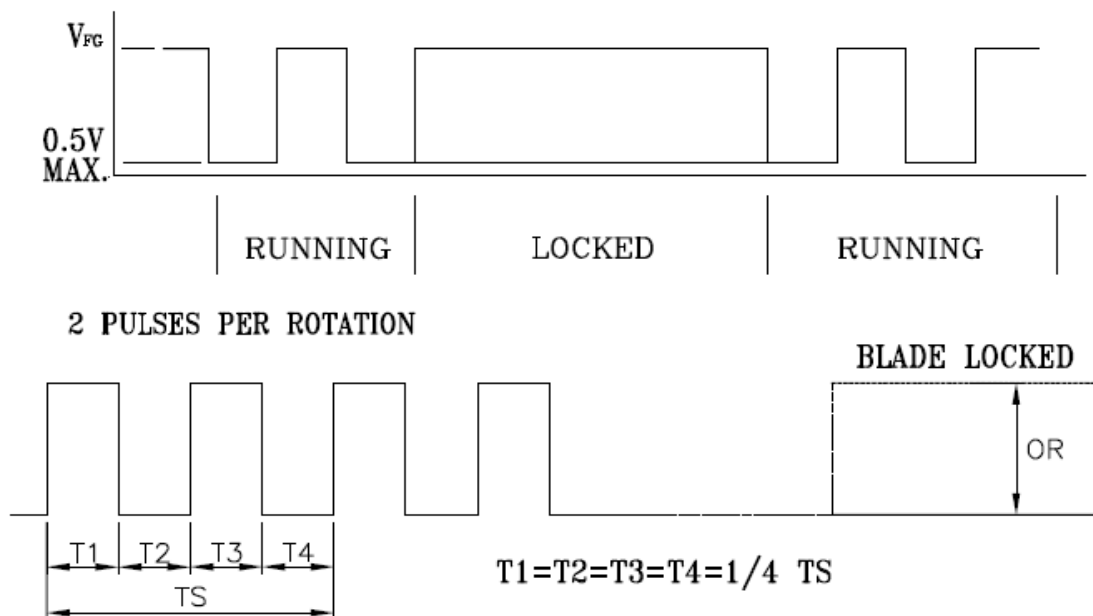 VFG
0.5V
MAX.
RUNNING
LOCKED
RUNNING
2 PULSES PER ROTATION
BLADE LOCKED
OR
T1 T2 T3 T4
T1=T2=T3=T4=1/4 TS
TS